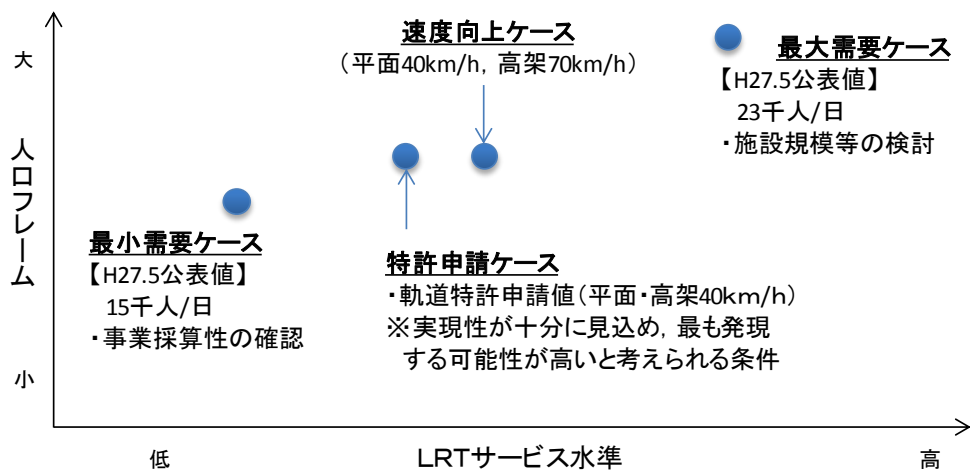 大
人口フレーム
小
速度向上ケース
（平面40km/h，高架70km/h）
最大需要ケース
【H27.5公表値】
23千人/日
・施設規模等の検討
最小需要ケース
【H27.5公表値】
15千人/日
・事業採算性の確認
特許申請ケース
・軌道特許申請値（平面・高架40ｋｍ/h）
※実現性が十分に見込め，最も発現
する可能性が高いと考えられる条件
低
LRTサービス水準
高